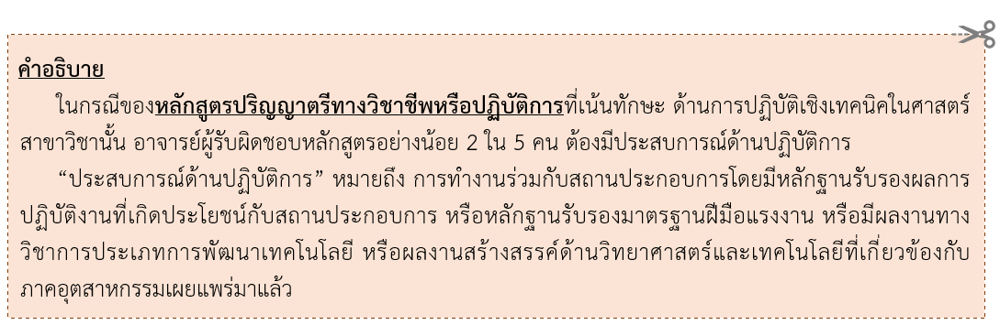 คำอธิบาย
ในกรณีของหลักสูตรปริญญาตรีทางวิชาชีพหรือปฏิบัติการที่เน้นทักษะ ด้านการปฏิบัติเชิงเทคนิคในศาสตร์
สาขาวิชานั้น อาจารย์ผู้รับผิดชอบหลักสูตรอย่างน้อย 2 ใน 5 คน ต้องมีประสบการณ์ด้านปฏิบัติการ
“ประสบการณ์ด้านปฏิบัติการ” หมายถึง การทำงานร่วมกับสถานประกอบการโดยมีหลักฐานรับรองผลการ
ปฏิบัติงานที่เกิดประโยชน์กับสถานประกอบการ หรือหลักฐานรับรองมาตรฐานฝีมือแรงงาน หรือมีผลงานทาง
วิชาการประเภทการพัฒนาเทคโนโลยี หรือผลงานสร้างสรรค์ด้านวิทยาศาสตร์และเทคโนโลยีที่เกี่ยวข้องกับ
ภาคอุตสาหกรรมเผยแพร่มาแล้ว